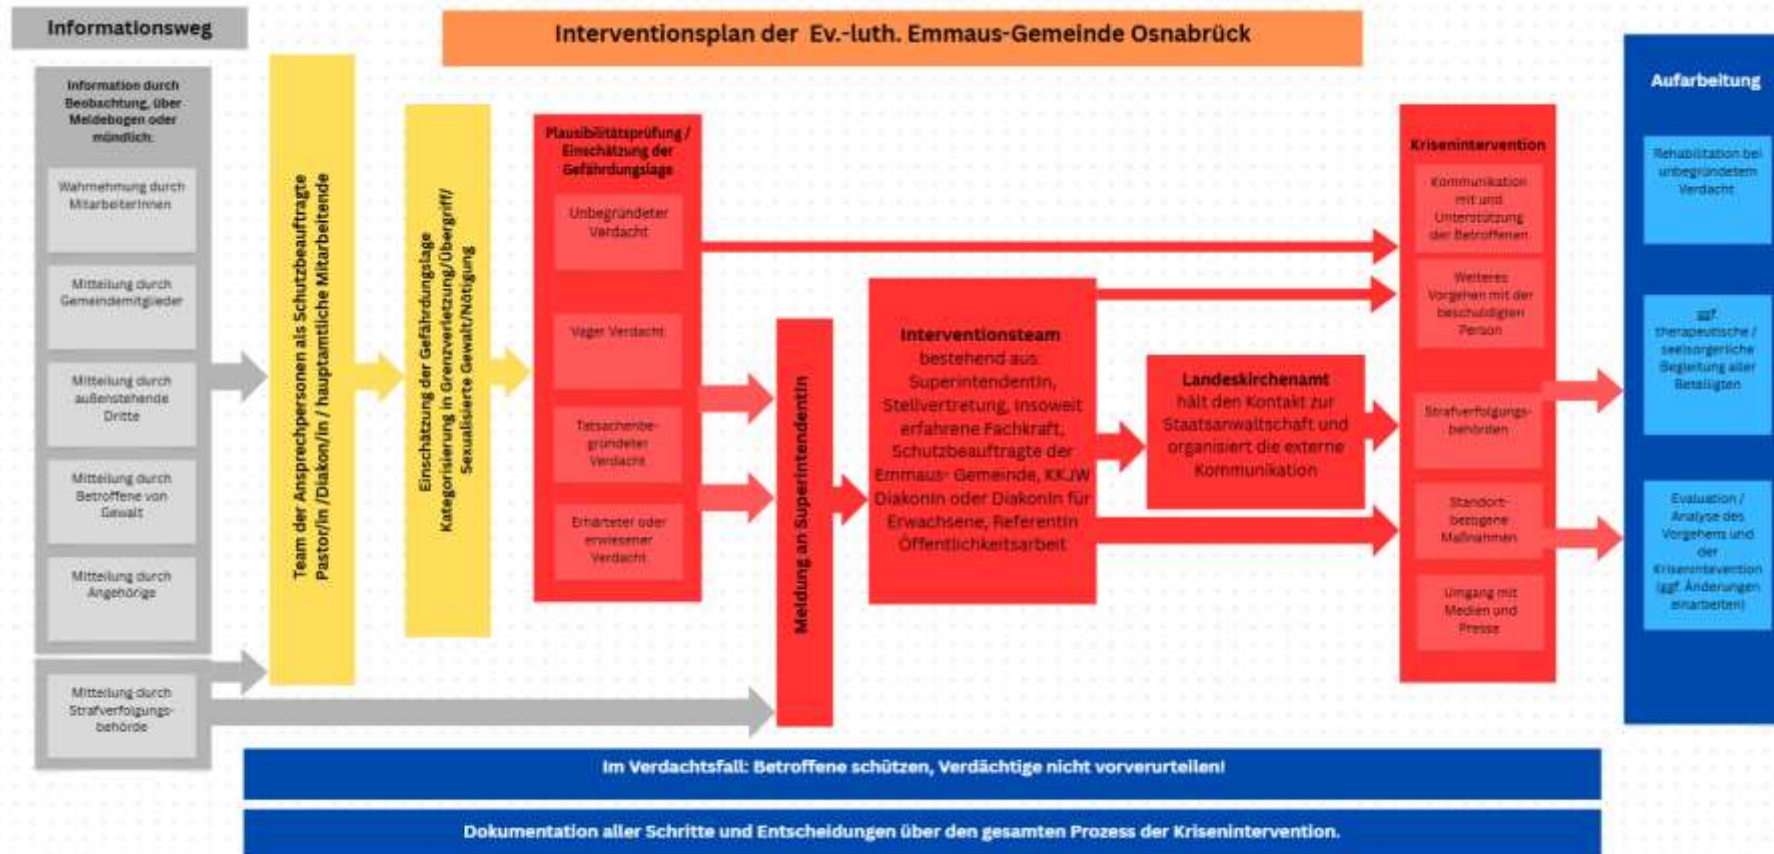 Informationsweg
Interventionsplan der Ev.-luth. Emmaus-Gemeinde Osnabrück
Information durch
Beobachtung, über
Meldebogen oder
mündlich:
Wahrnehmung durch
MitarbeiterInnen
Mitteilung durch
Gemeindemitglieder
Mitteilung durch
außenstehende
Dritte
Mitteilung durch
Betroffene von
Gewalt
Mitteilung durch
Angehörige
Mitteilung durch
Strafverfolgungs-
behörde
Team der Ansprechpersonen als Schutzbeauftragte
Pastor/in /Diakon/in / hauptamtliche Mitarbeitende
Einschätzung der Gefährdungslage
Kategorisierung in Grenzverletzung/Übergriff/
Sexualisierte Gewalt/Nötigung
Plausibilitätsprüfung /
Einschätzung der
Gefährdungslage
Unbegründeter
Verdacht
Vager Verdacht
Tatsachenbe-
gründeter
Verdacht
Erhärteter oder
erwiesener
Verdacht
Meldung an SuperintendentIn
Interventionsteam
bestehend aus:
SuperintendentIn,
Stellvertretung, Insoweit
erfahrene Fachkraft,
Schutzbeauftragte der
Emmaus- Gemeinde, KKJW
DiakonIn oder DiakonIn für
Erwachsene, ReferentIn
Öffentlichkeitsarbeit
Landeskirchenamt
hält den Kontakt zur
Staatsanwaltschaft und
organisiert die externe
Kommunikation
Krisenintervention
Kommunikation
mit und
Unterstützung
der Betroffenen
Weiteres
Vorgehen mit der
beschuldigten
Person
Strafverfolgungs-
behörden
Standort-
bezogene
Maßnahmen
Umgang mit
Medien und
Presse
Aufarbeitung
Rehabilitation bei
unbegründetem
Verdacht
ggf.
therapeutische /
seelsorgerliche
Begleitung aller
Beteiligten
Evaluation /
Analyse des
Vorgehens und
der
Krisenintevention
(ggf. Änderungen
einarbeiten)
Im Verdachtsfall: Betroffene schützen, Verdächtige nicht vorverurteilen!
Dokumentation aller Schritte und Entscheidungen über den gesamten Prozess der Krisenintervention.